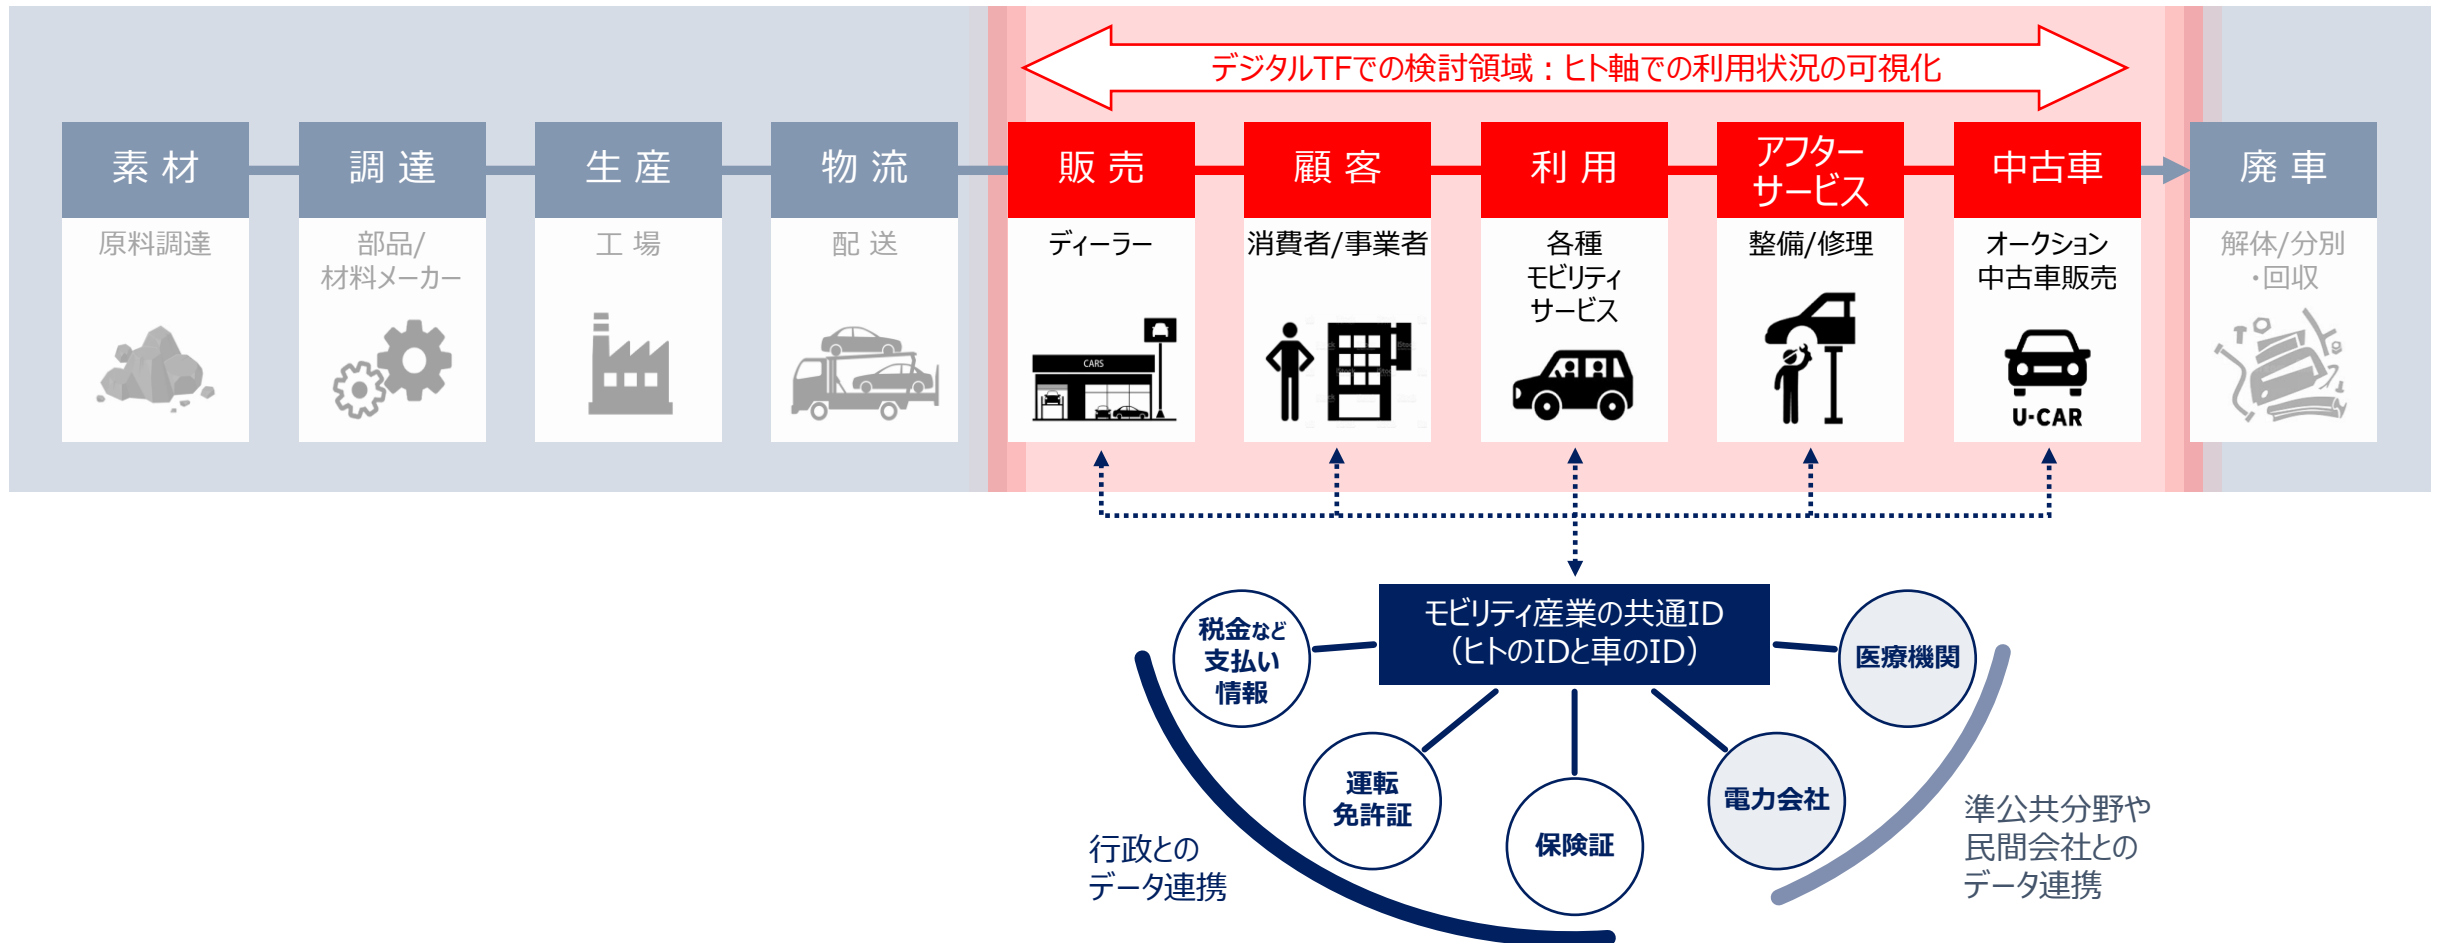 デジタルTFでの検討領域：ヒト軸での利用状況の可視化
素 材
原料調達
調 達
部品/
材料メーカー
生 産
工 場
物 流
配 送
販 売
ディーラー
CARS
顧 客
消費者/事業者
利 用
各種
モビリティ
サービス
アフター
サービス
整備/修理
中古車
オークション
中古車販売
U-CAR
廃 車
解体/分別
・回収
モビリティ産業の共通ID
（ヒトのIDと車のID）
税金など
支払い
情報
運転
免許証
保険証
電力会社
医療機関
行政との
データ連携
準公共分野や
民間会社との
データ連携